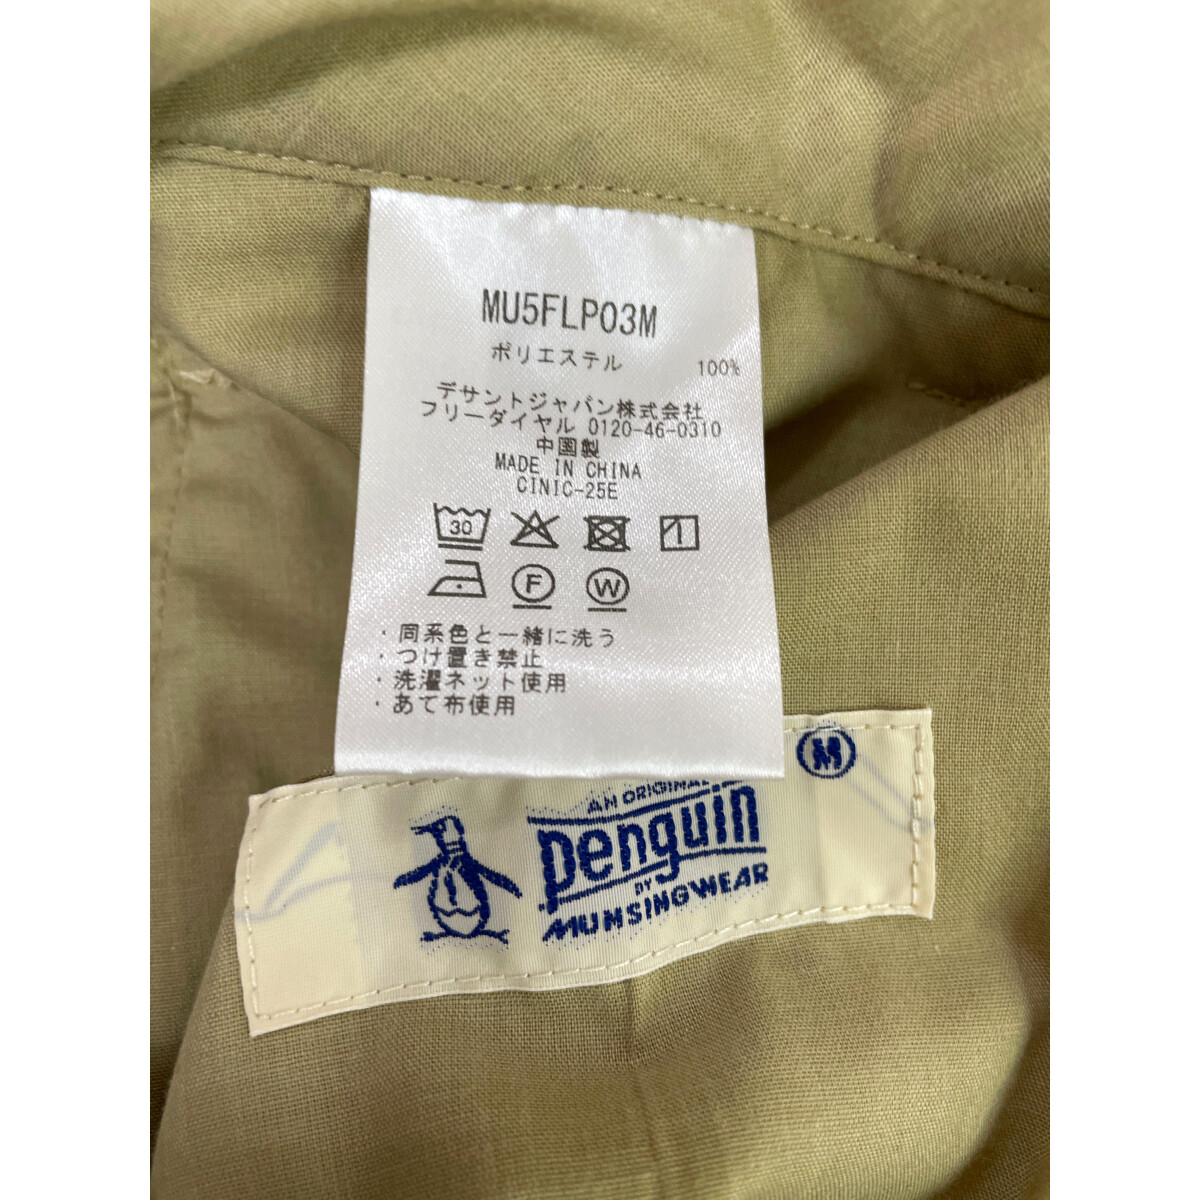 MU5FLP03M
ポリエステル 100%
デサントジャパン株式会社
フリーダイヤル 0120-46-0310
中国製
MADE IN CHINA
CINIC-25E
30
F W
・同系色と一緒に洗う
・つけ置き禁止
・洗濯ネット使用
・あて布使用
M
AN ORIGINAL
penguin
BY
MUNSINGWEAR